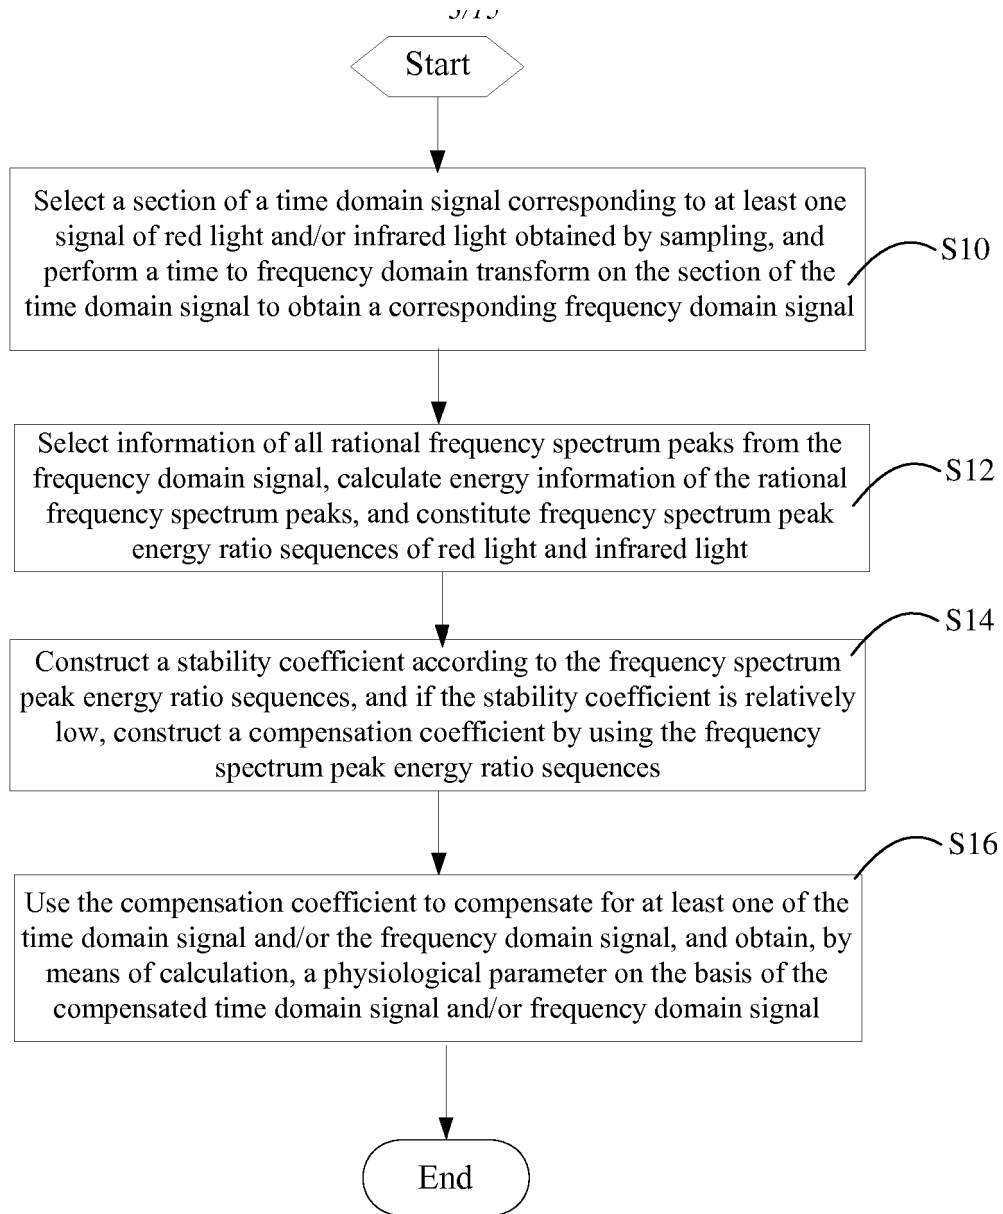 Start
Select a section of a time domain signal corresponding to at least one
signal of red light and/or infrared light obtained by sampling, and
perform a time to frequency domain transform on the section of the
time domain signal to obtain a corresponding frequency domain signal
S10
Select information of all rational frequency spectrum peaks from the
frequency domain signal, calculate energy information of the rational
frequency spectrum peaks, and constitute frequency spectrum peak
energy ratio sequences of red light and infrared light
S12
Construct a stability coefficient according to the frequency spectrum
peak energy ratio sequences, and if the stability coefficient is relatively
low, construct a compensation coefficient by using the frequency
spectrum peak energy ratio sequences
S14
Use the compensation coefficient to compensate for at least one of the
time domain signal and/or the frequency domain signal, and obtain, by
means of calculation, a physiological parameter on the basis of the
compensated time domain signal and/or frequency domain signal
S16
End